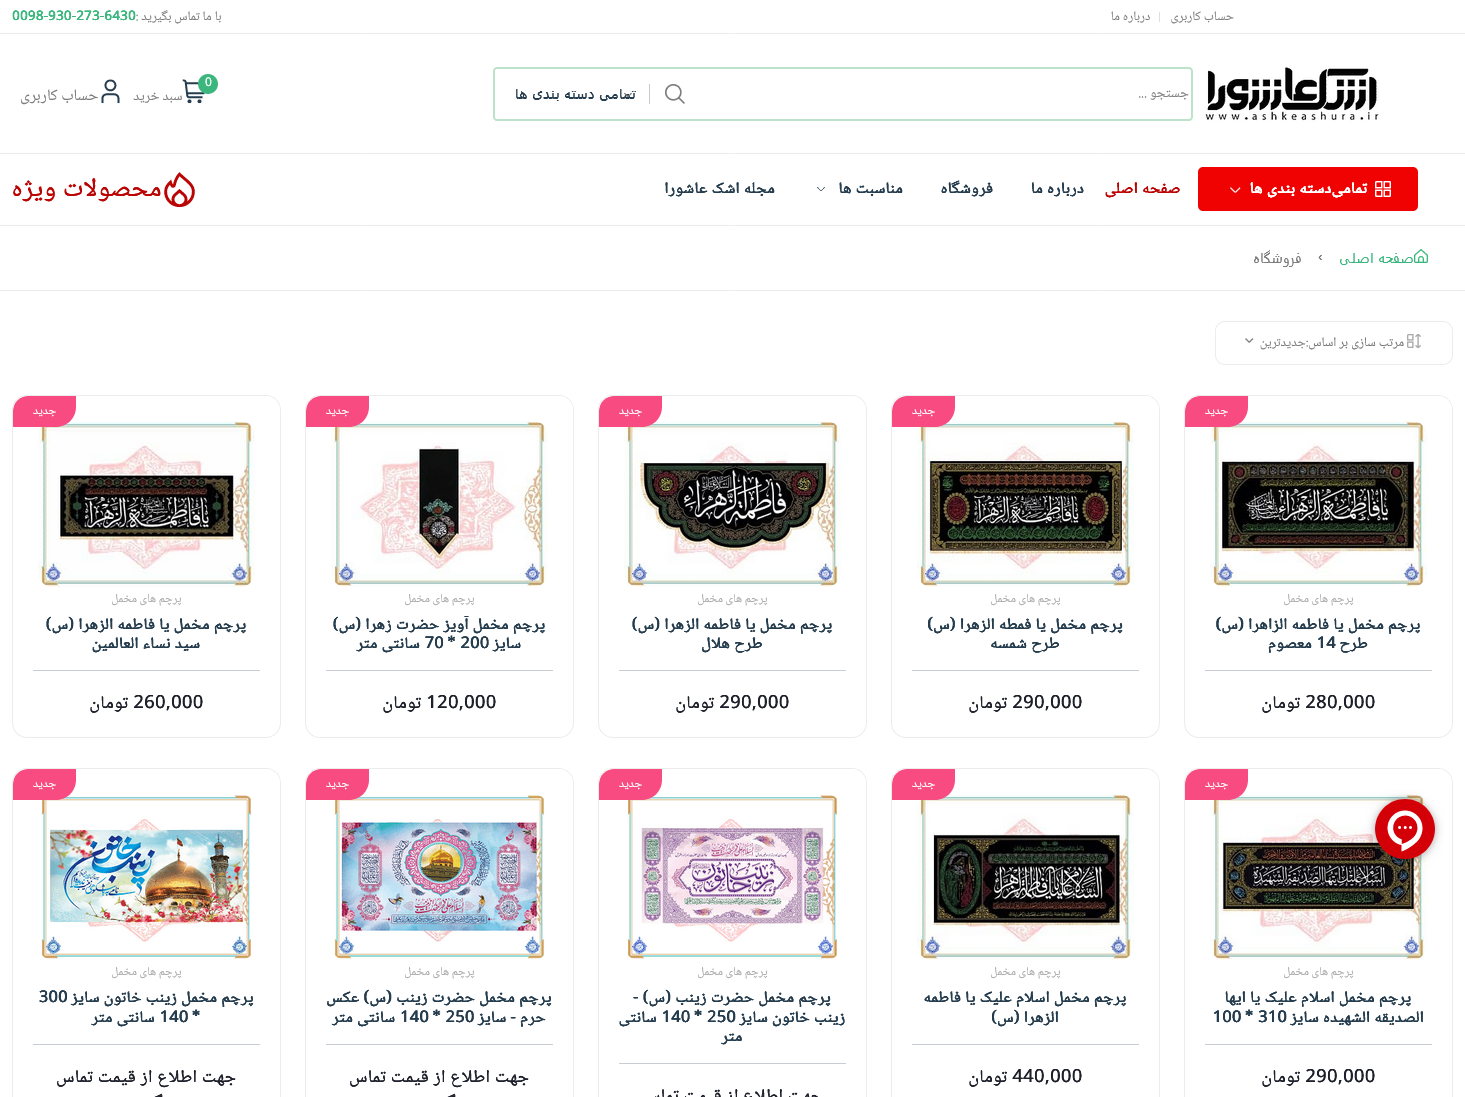 حساب کاربری
درباره ما
با ما تماس بگیرید :0098-930-273-6430
اشک عاشورا
www.ashkeashura.ir
جستجو ...
تمامی دسته بندی ها
0
سبد خرید
حساب کاربری
تمامی‌دسته بندی ها
صفحه اصلی
درباره ما
فروشگاه
مناسبت ها
مجله اشک عاشورا
محصولات ویژه
صفحه اصلی
فروشگاه
مرتب سازی بر اساس:جدیدترین
جدید
پرچم های مخمل
پرچم مخمل یا فاطمه الزاهرا (س)
طرح 14 معصوم
280,000 تومان
جدید
پرچم های مخمل
پرچم مخمل یا فمطه الزهرا (س)
طرح شمسه
290,000 تومان
جدید
پرچم های مخمل
پرچم مخمل یا فاطمه الزهرا (س)
طرح هلال
290,000 تومان
جدید
پرچم های مخمل
پرچم مخمل آویز حضرت زهرا (س)
سایز 200 * 70 سانتی متر
120,000 تومان
جدید
پرچم های مخمل
پرچم مخمل یا فاطمه الزهرا (س)
سید نساء العالمین
260,000 تومان
جدید
پرچم های مخمل
پرچم مخمل اسلام علیک یا ایها
الصدیقه الشهیده سایز 310 * 100
290,000 تومان
جدید
پرچم های مخمل
پرچم مخمل اسلام علیک یا فاطمه
الزهرا (س)
440,000 تومان
جدید
زینب خاتون
پرچم های مخمل
پرچم مخمل حضرت زینب (س) -
زینب خاتون سایز 250 * 140 سانتی
متر
جهت اطلاع از قیمت تماس
جدید
پرچم های مخمل
پرچم مخمل حضرت زینب (س) عکس
حرم - سایز 250 * 140 سانتی متر
جهت اطلاع از قیمت تماس
جدید
زینب خاتون
پرچم های مخمل
پرچم مخمل زینب خاتون سایز 300
* 140 سانتی متر
جهت اطلاع از قیمت تماس